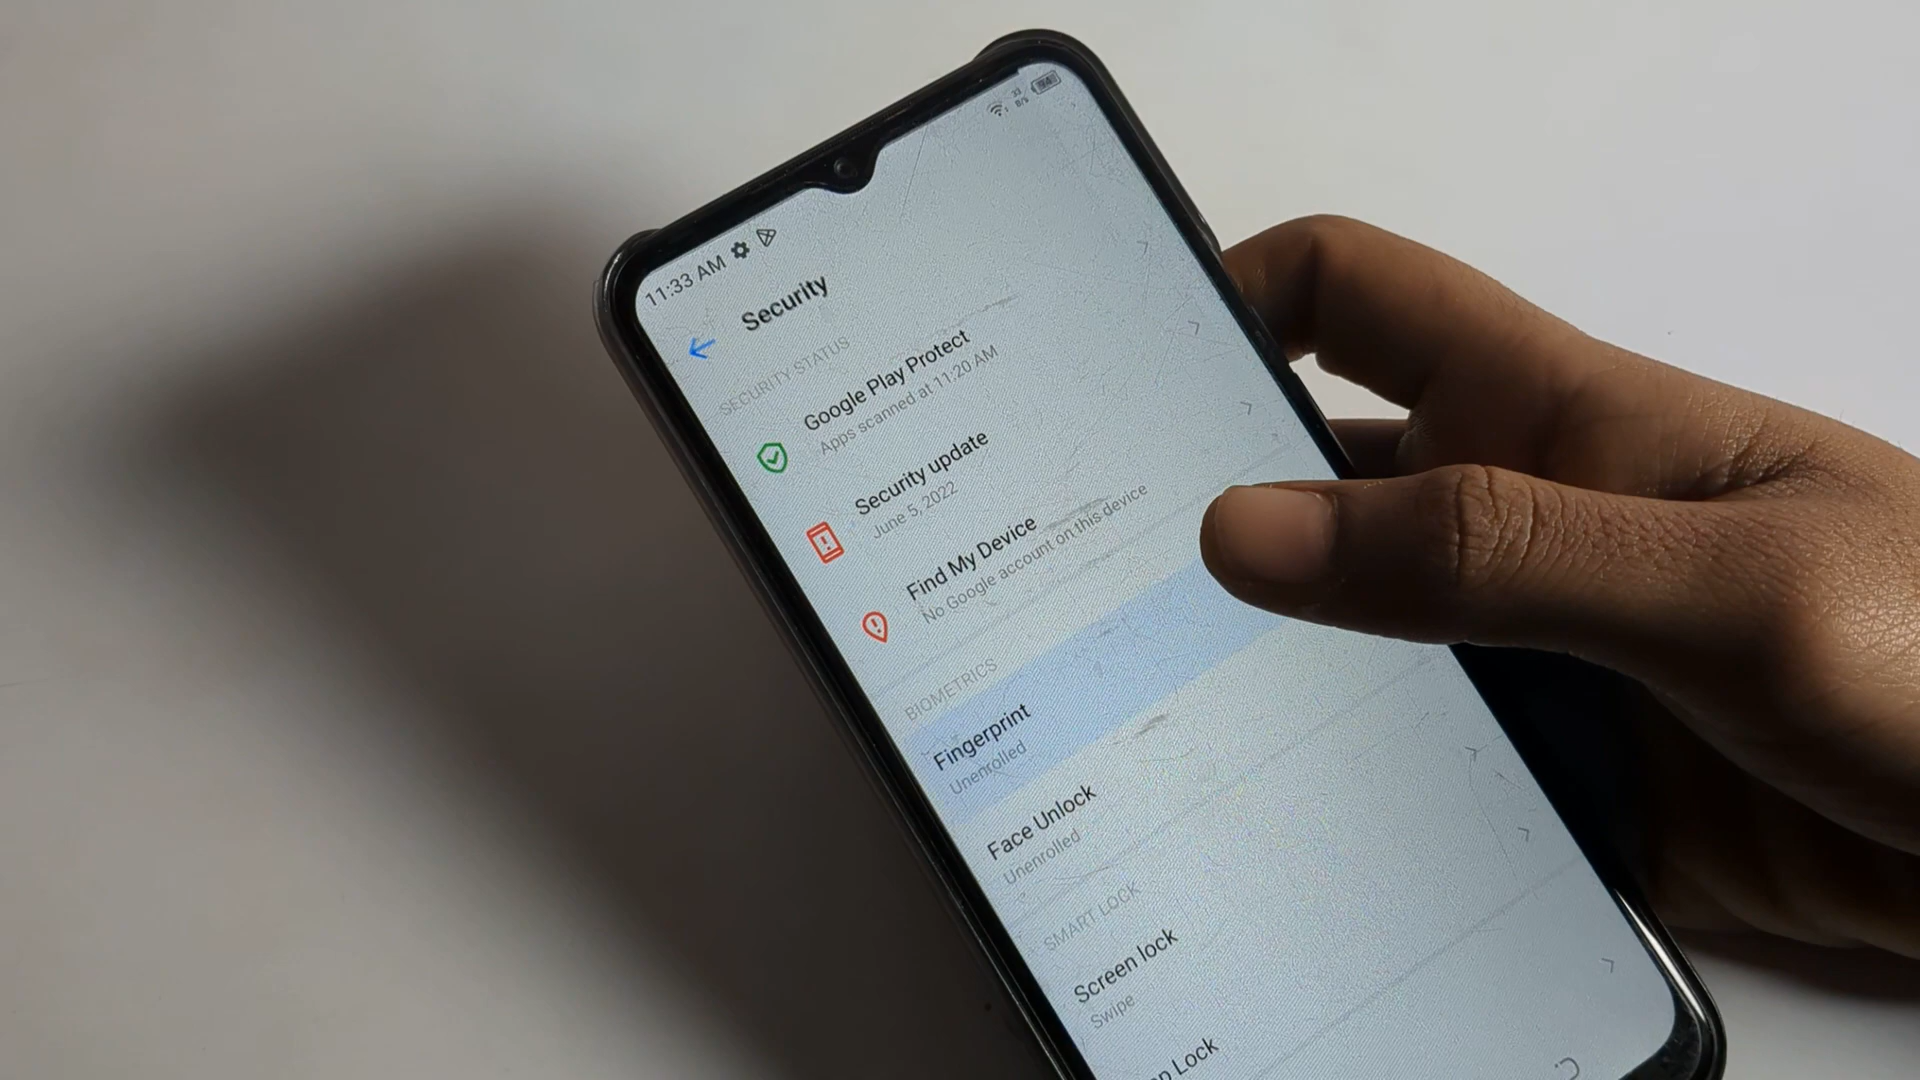 11:33 AM
Security
SECURITY STATUS
Google Play Protect
Apps scanned at 11:20 AM
Security update
June 5, 2022
Find My Device
No Google account on this device
BIOMETRICS
Fingerprint
Unenrolled
Face Unlock
Unenrolled
SMART LOCK
Screen lock
Swipe
Lock